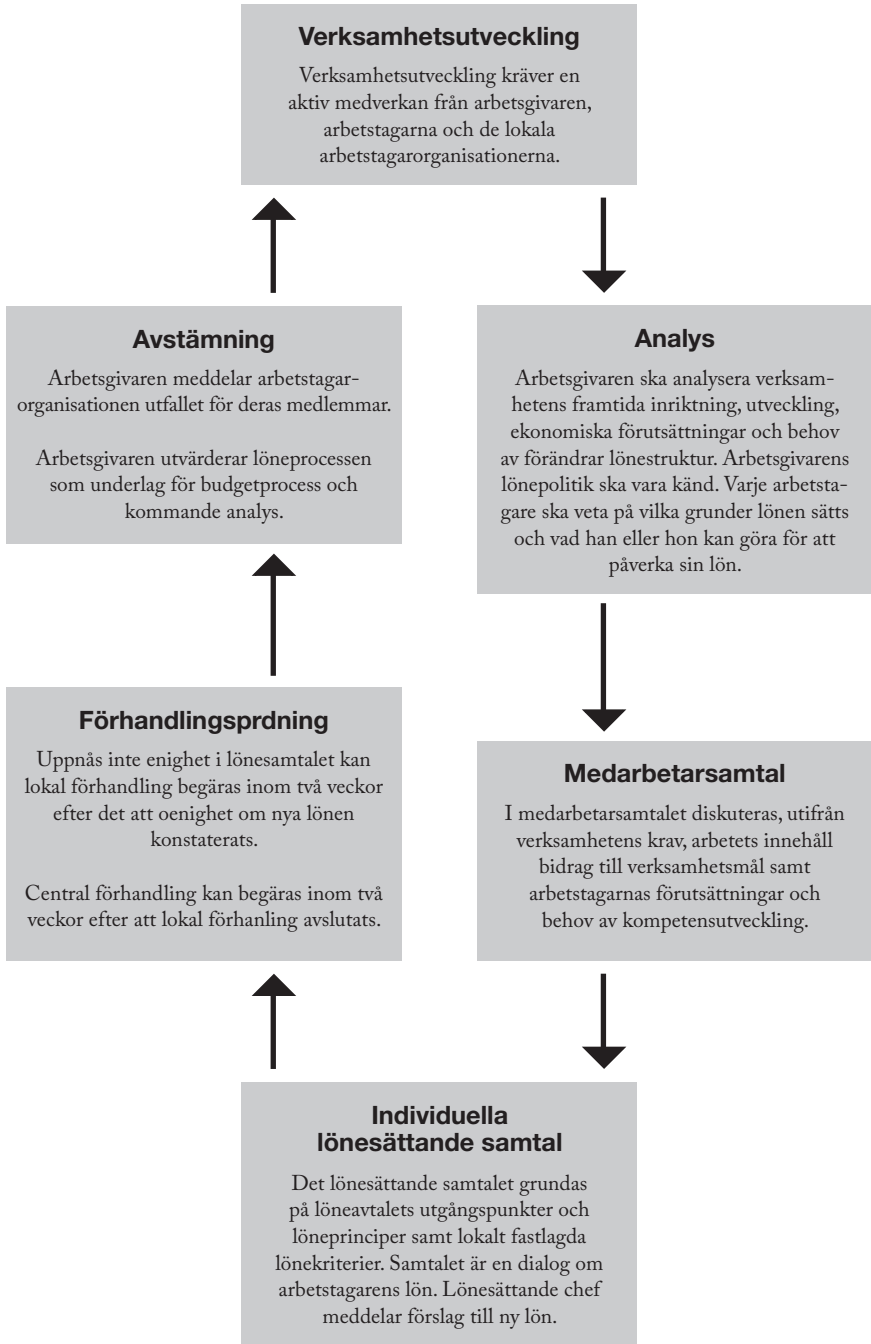 Verksamhetsutveckling
Verksamhetsutveckling kräver en
aktiv medverkan från arbetsgivaren,
arbetstagarna och de lokala
arbetstagarorganisationerna.
Avstämning
Arbetsgivaren meddelar arbetstagar-
organisationen utfallet för deras medlemmar.
Arbetsgivaren utvärderar löneprocessen
som underlag för budgetprocess och
kommande analys.
Analys
Arbetsgivaren ska analysera verksam-
hetens framtida inriktning, utveckling,
ekonomiska förutsättningar och behov
av förändrar lönestruktur. Arbetsgivarens
lönepolitik ska vara känd. Varje arbetsta-
gare ska veta på vilka grunder lönen sätts
och vad han eller hon kan göra för att
påverka sin lön.
Förhandlingsprdning
Uppnås inte enighet i lönesamtalet kan
lokal förhandling begäras inom två veckor
efter det att oenighet om nya lönen
konstaterats.
Central förhandling kan begäras inom två
veckor efter att lokal förhanling avslutats.
Medarbetarsamtal
I medarbetarsamtalet diskuteras, utifrån
verksamhetens krav, arbetets innehåll
bidrag till verksamhetsmål samt
arbetstagarnas förutsättningar och
behov av kompetensutveckling.
Individuella
lönesättande samtal
Det lönesättande samtalet grundas
på löneavtalets utgångspunkter och
löneprinciper samt lokalt fastlagda
lönekriterier. Samtalet är en dialog om
arbetstagarens lön. Lönesättande chef
meddelar förslag till ny lön.